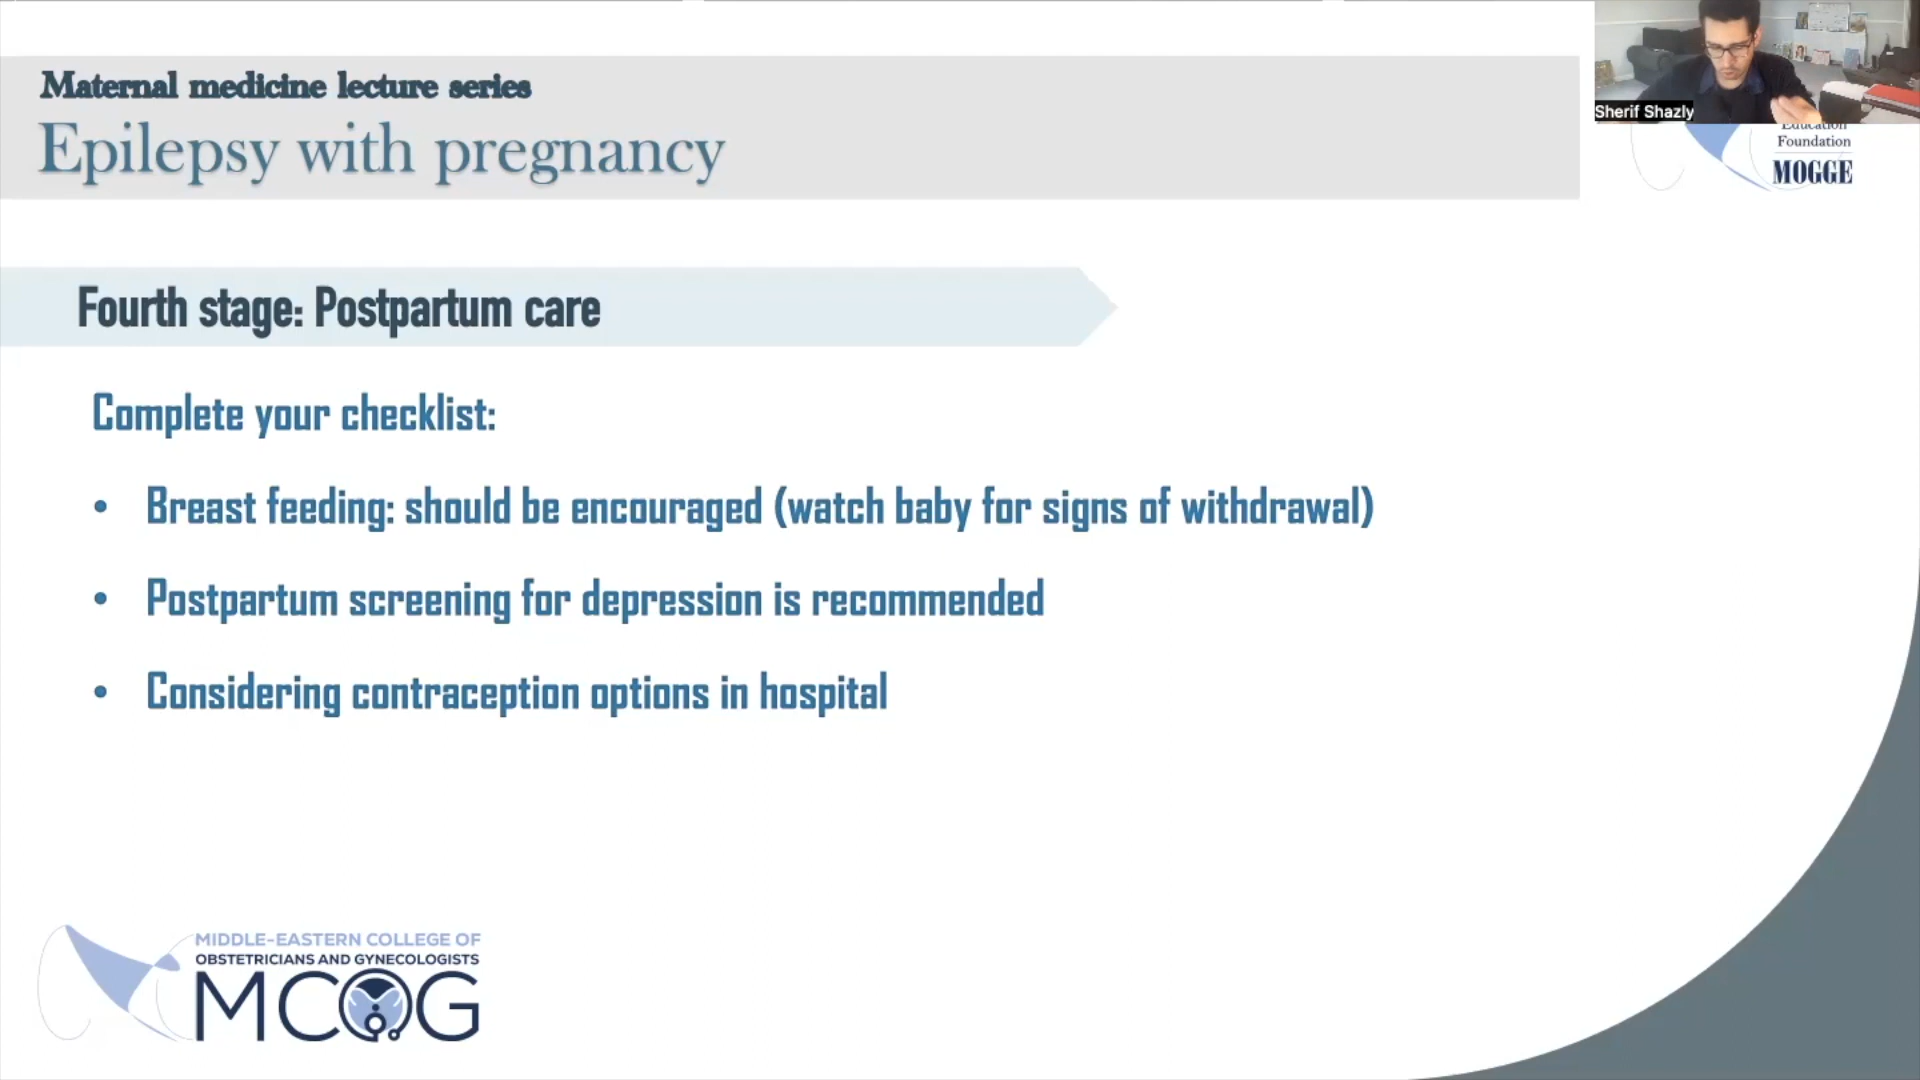 Maternal medicine lecture series
Epilepsy with pregnancy
Sherif Shazly
Education
Foundation
MOGGE
Fourth stage: Postpartum care
Complete your checklist:
• Breast feeding: should be encouraged (watch baby for signs of withdrawal)
• Postpartum screening for depression is recommended
• Considering contraception options in hospital
MIDDLE-EASTERN COLLEGE OF
OBSTETRICIANS AND GYNECOLOGISTS
MCOG